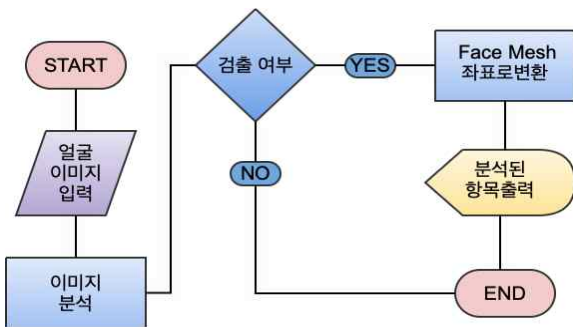 START
얼굴
이미지
입력
이미지
분석
검출 여부
YES
NO
Face Mesh
좌표로변환
분석된
항목출력
END